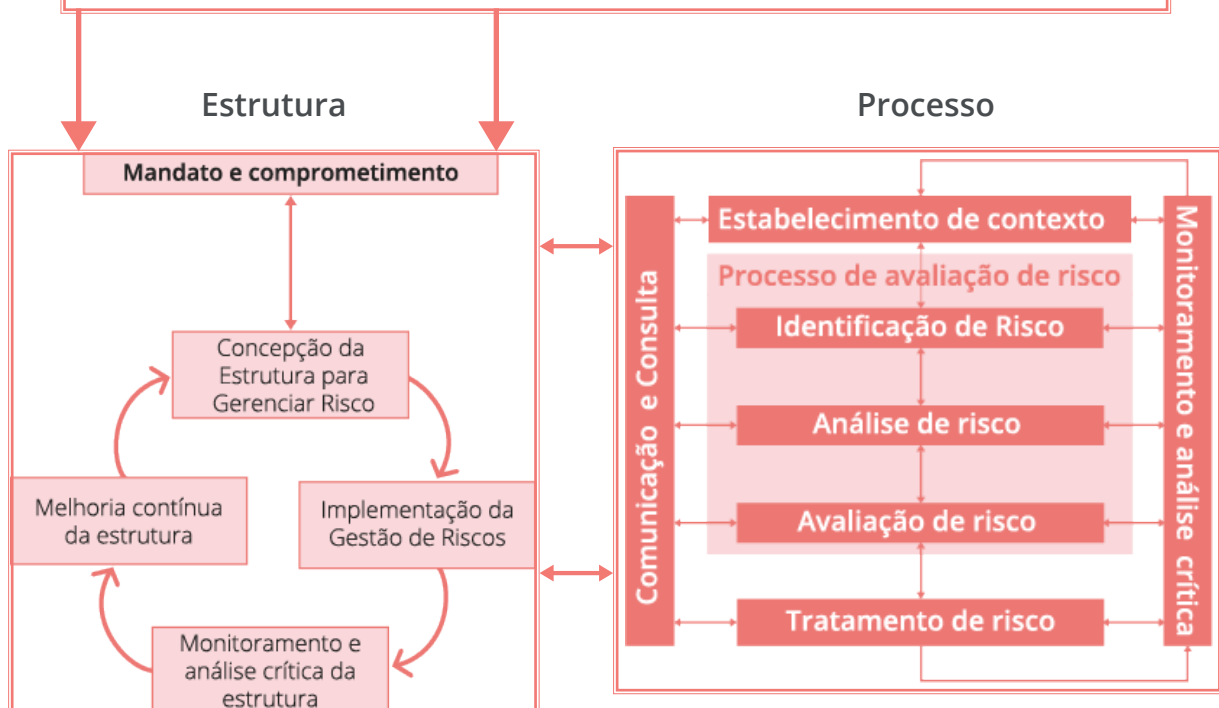 Estrutura
Mandato e comprometimento
Concepção da
Estrutura para
Gerenciar Risco
Implementação da
Gestão de Riscos
Monitoramento e
análise crítica da
estrutura
Melhoria contínua
da estrutura
Processo
Comunicação e Consulta
Estabelecimento de contexto
Processo de avaliação de risco
Identificação de Risco
Análise de risco
Avaliação de risco
Tratamento de risco
Monitoramento e análise crítica